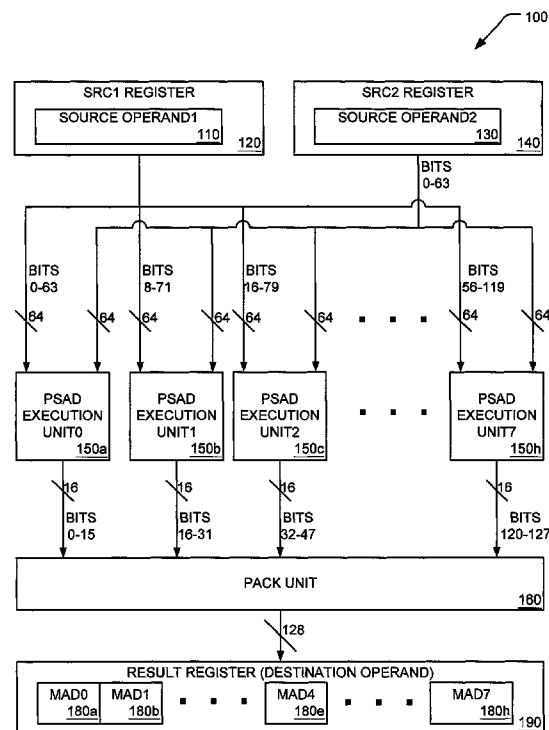 100
SRC1 REGISTER
SOURCE OPERAND1
110
120
SRC2 REGISTER
SOURCE OPERAND2
130
140
BITS
0-63
BITS
0-63
BITS
8-71
BITS
16-79
BITS
56-119
64
64
64
64
64
64
64
64
PSAD
EXECUTION
UNIT0
150a
PSAD
EXECUTION
UNIT1
150b
PSAD
EXECUTION
UNIT2
150c
PSAD
EXECUTION
UNIT7
150h
16
16
16
16
BITS
0-15
BITS
16-31
BITS
32-47
BITS
120-127
PACK UNIT
160
128
RESULT REGISTER (DESTINATION OPERAND)
MAD0
180a
MAD1
180b
MAD4
180e
MAD7
180h
190